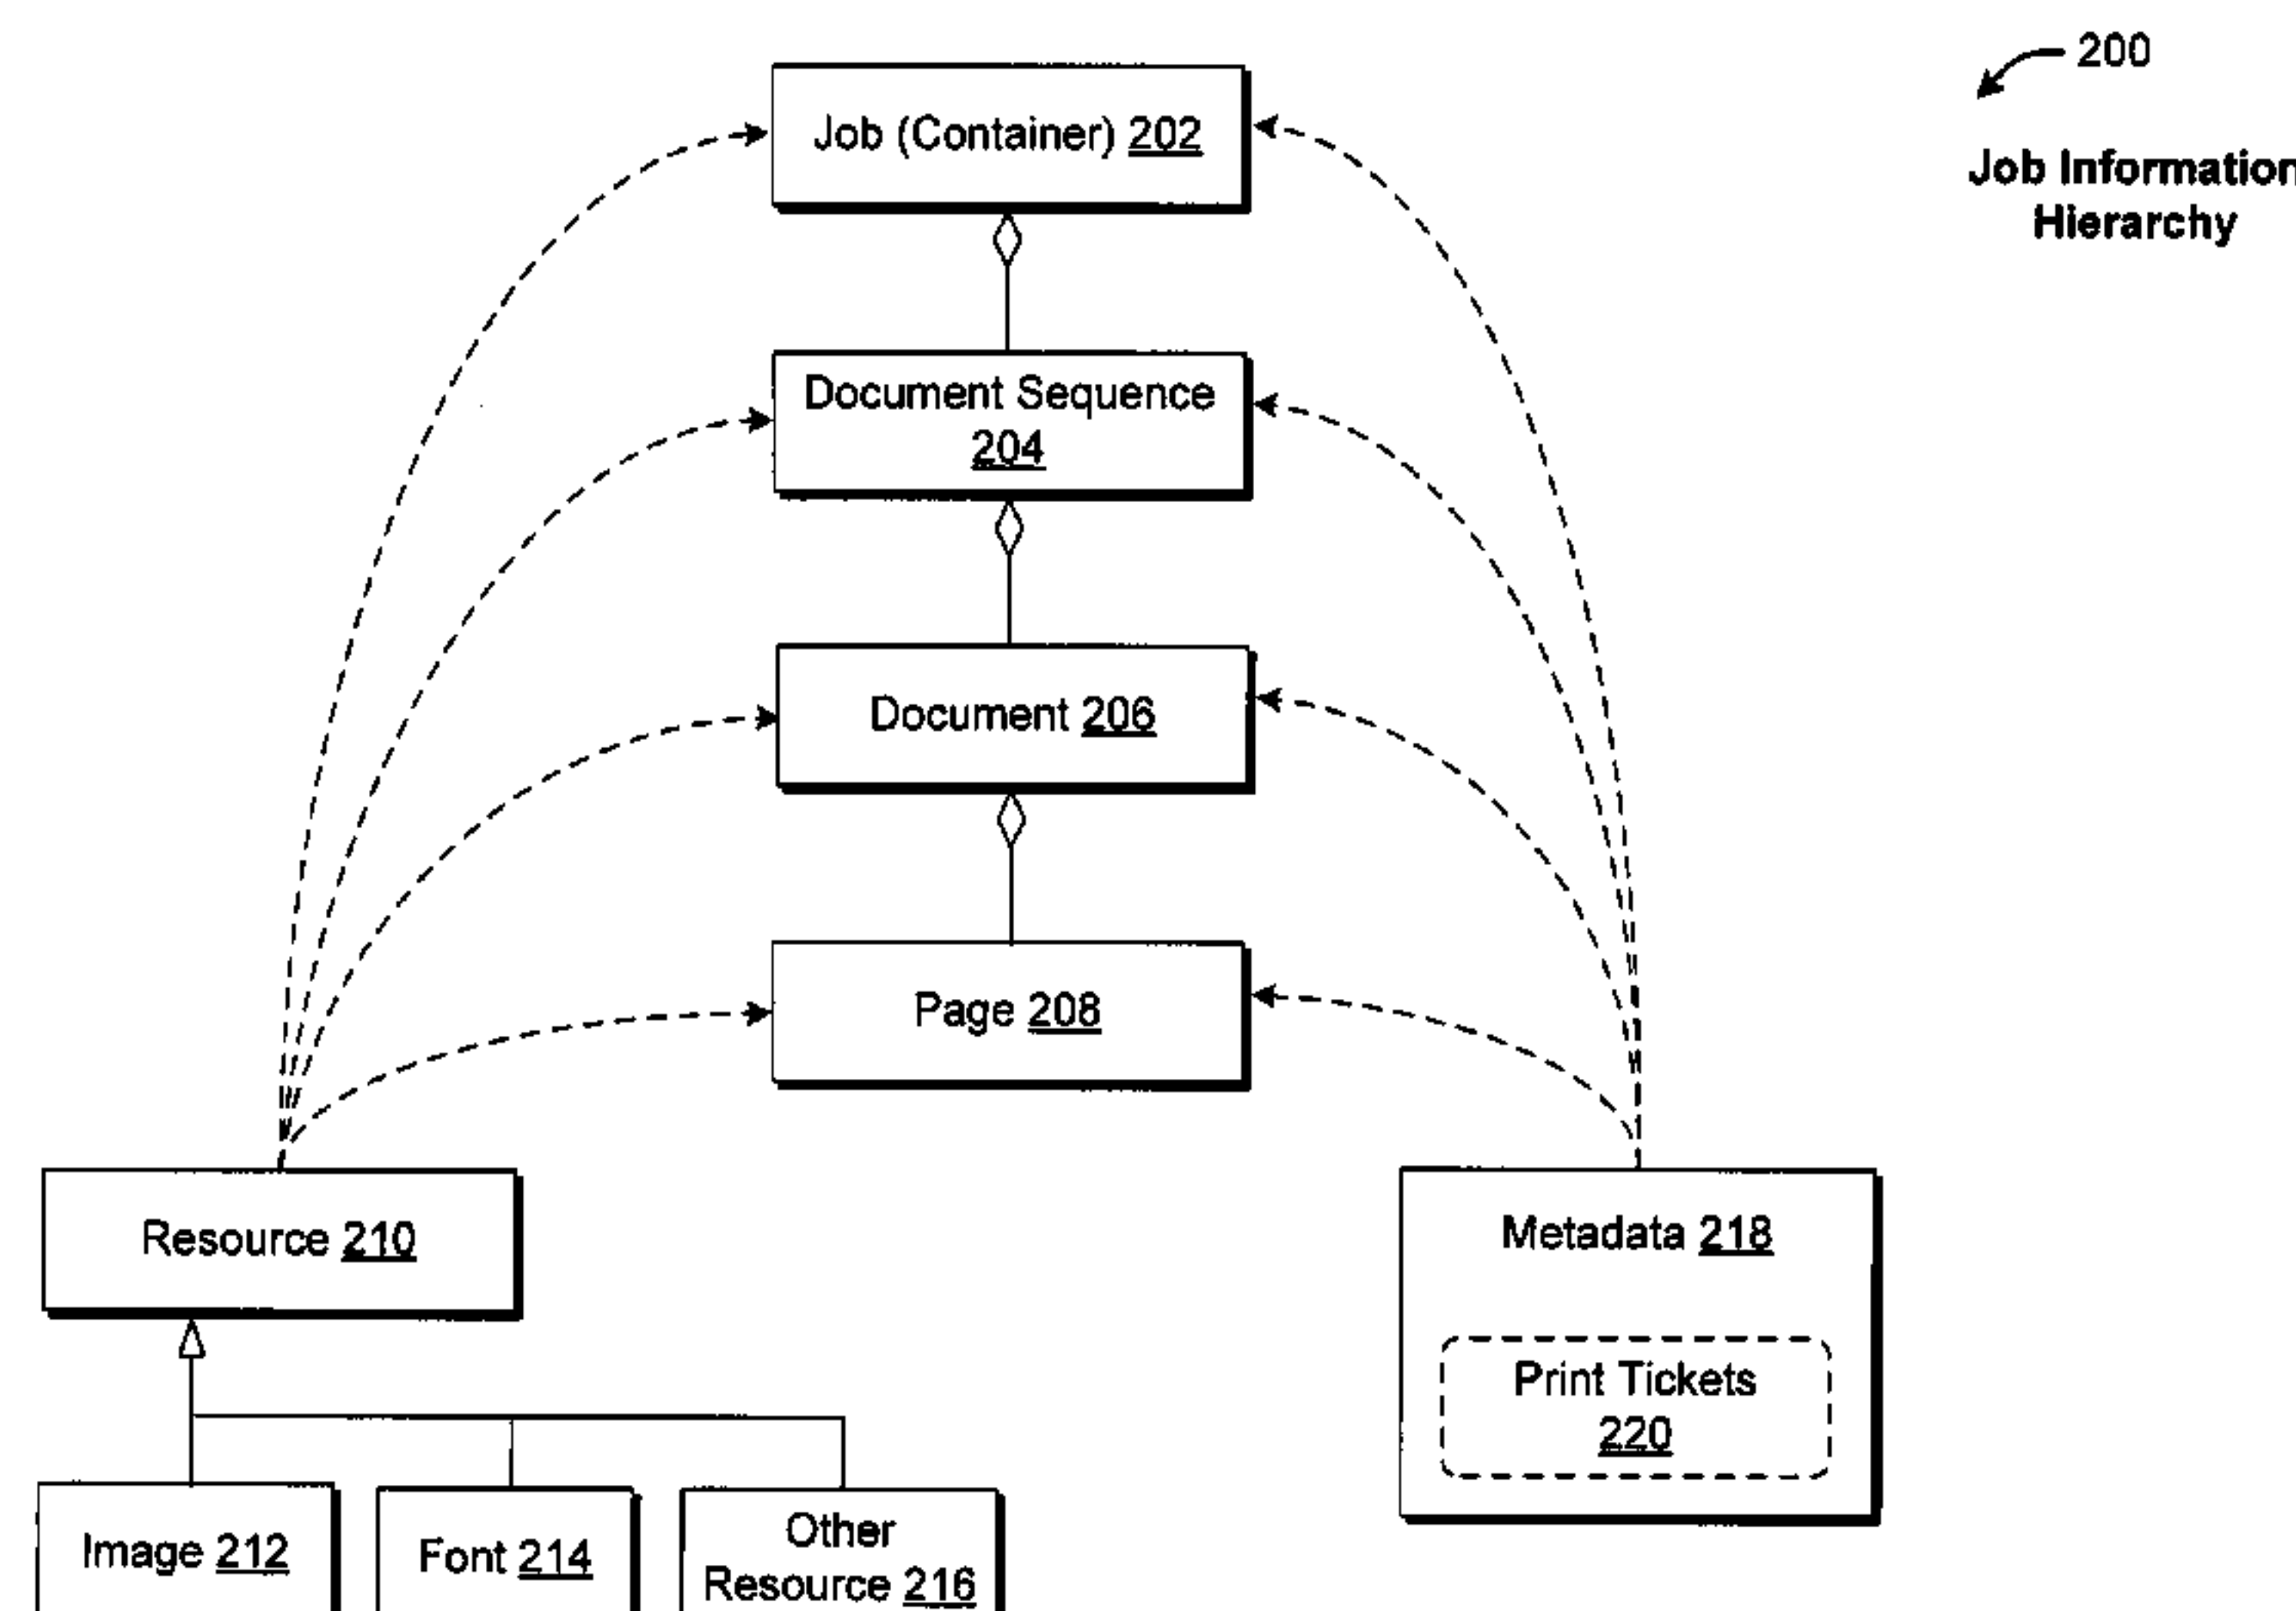 200
Job Information
Hierarchy
Job (Container) 202
Document Sequence
204
Document 206
Page 208
Resource 210
Metadata 218
Print Tickets
220
Image 212
Font 214
Other
Resource 216